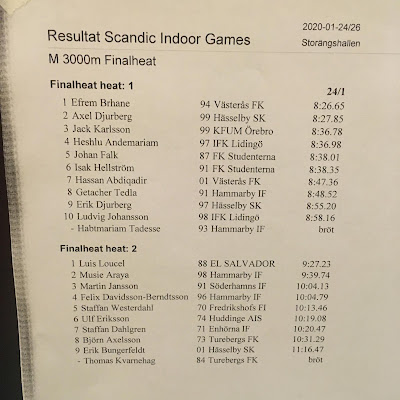 2020-01-24/26
Resultat Scandic Indoor Games Storängshallen
M 3000m Finalheat
Finalheat heat: 1 24/1
1 Efrem Brhane 94 Västerås FK 8:26.65
2 Axel Djurberg 99 Hässelby SK 8:27.85
3 Jack Karlsson 99 KFUM Örebro 8:36.78
4 Heshlu Andemariam 97 IFK Lidingö 8:36.98
5 Johan Falk 87 FK Studenterna 8:38.01
6 Isak Hellström 91 FK Studenterna 8:38.35
7 Hassan Abdiqadir 01 Västerås FK 8:47.36
8 Getacher Tedla 91 Hammarby IF 8:48.52
9 Erik Djurberg 97 Hässelby SK 8:55.20
10 Ludvig Johansson 98 IFK Lidingö 8:58.16
- Habtmariam Tadesse 93 Hammarby IF bröt
Finalheat heat: 2
1 Luis Loucel 88 EL SALVADOR 9:27.23
2 Musie Araya 98 Hammarby IF 9:39.74
3 Martin Jansson 91 Söderhamns IF 10:04.13
4 Felix Davidsson-Berndtsson 96 Hammarby IF 10:04.79
5 Staffan Westerdahl 70 Fredrikshofs FI 10:13.46
6 Ulf Eriksson 74 Huddinge AIS 10:19.08
7 Staffan Dahlgren 71 Enhörna IF 10:20.47
8 Björn Axelsson 73 Turebergs FK 10:31.29
9 Erik Bungerfeldt 01 Hässelby SK 11:16.47
- Thomas Kvarnehag 84 Turebergs FK bröt